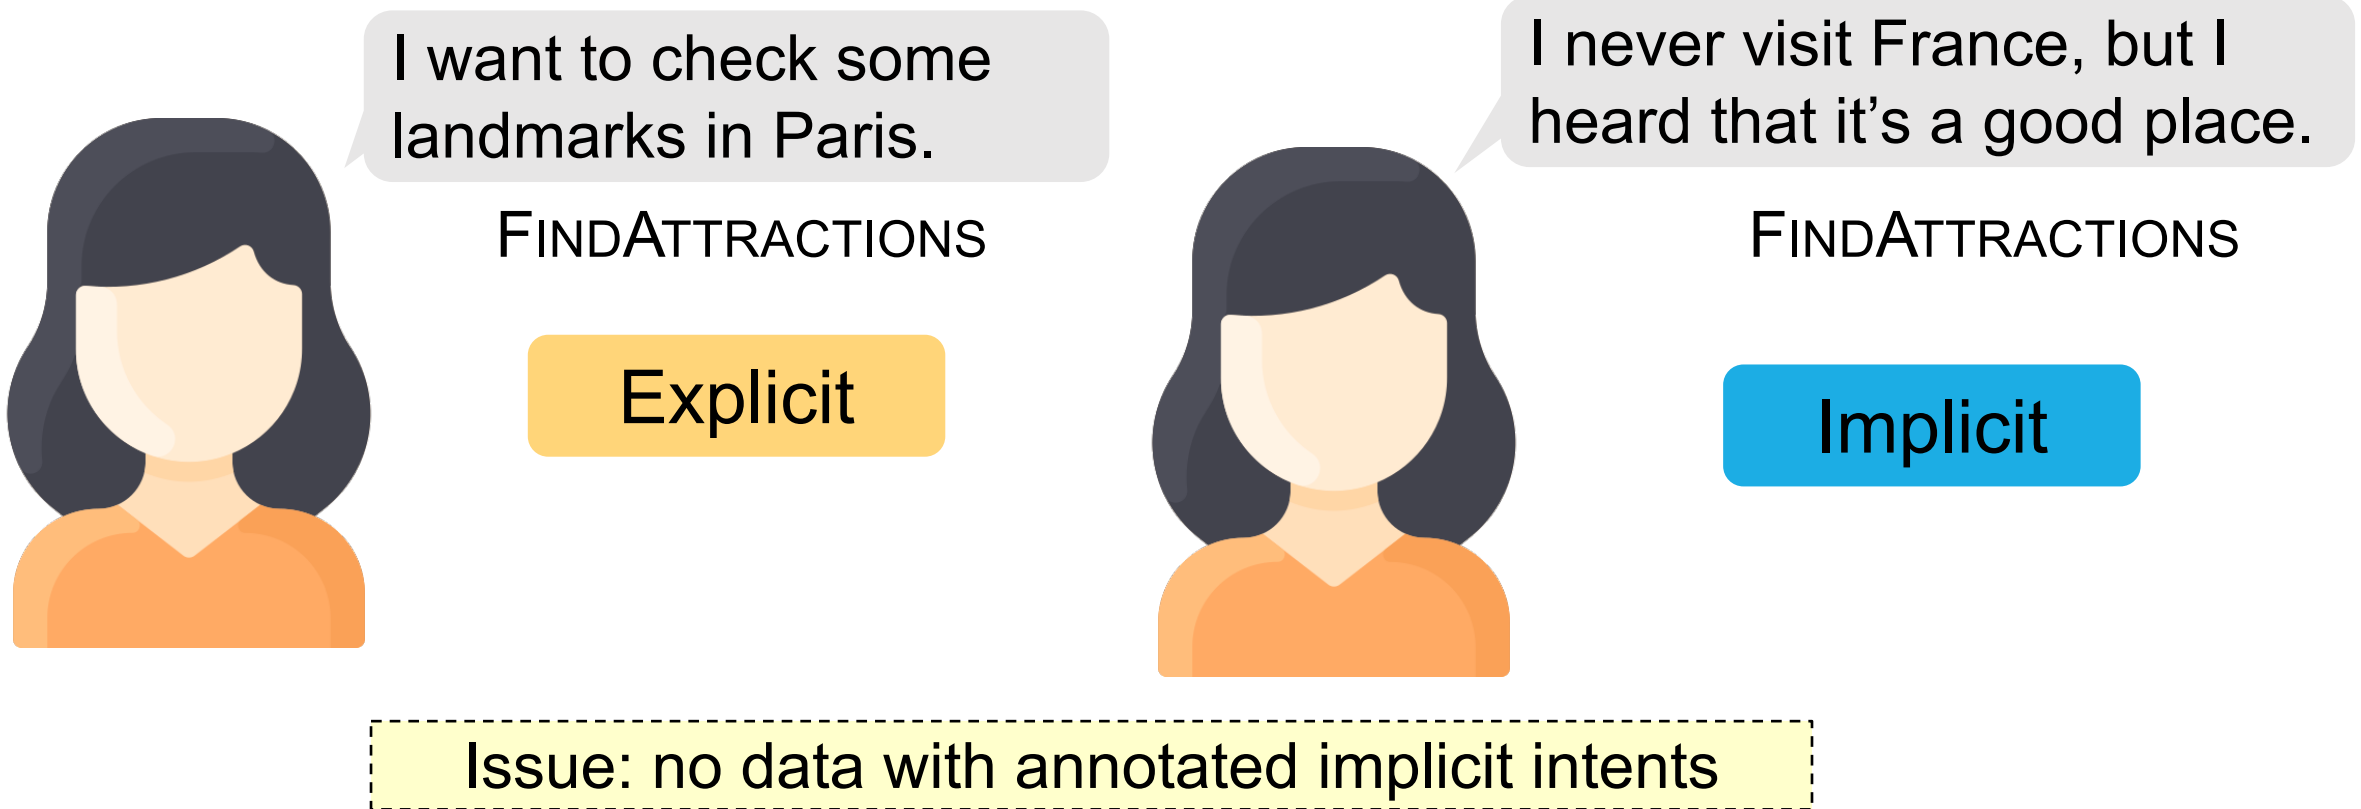 I want to check some
landmarks in Paris.
FINDATTRACTIONS
Explicit
I never visit France, but I
heard that it’s a good place.
FINDATTRACTIONS
Implicit
Issue: no data with annotated implicit intents